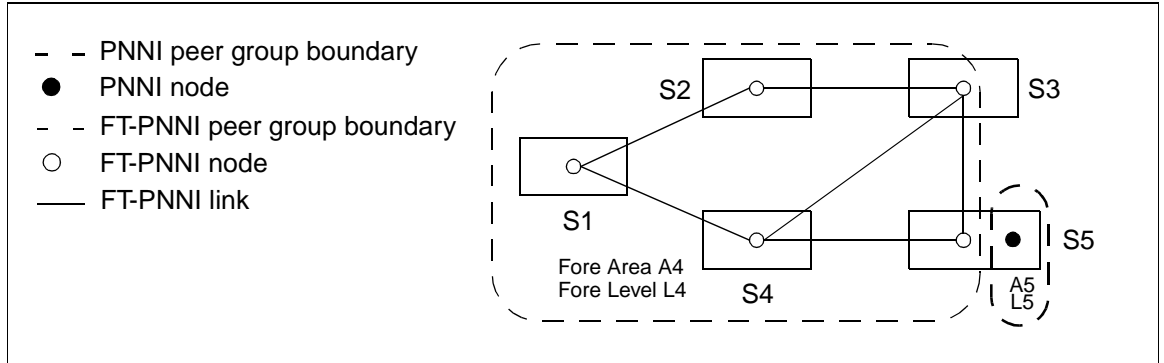 PNNI peer group boundary
PNNI node
FT-PNNI peer group boundary
FT-PNNI node
FT-PNNI link
S2
S3
S1
S5
Fore Area A4
Fore Level L4
S4
A5
L5